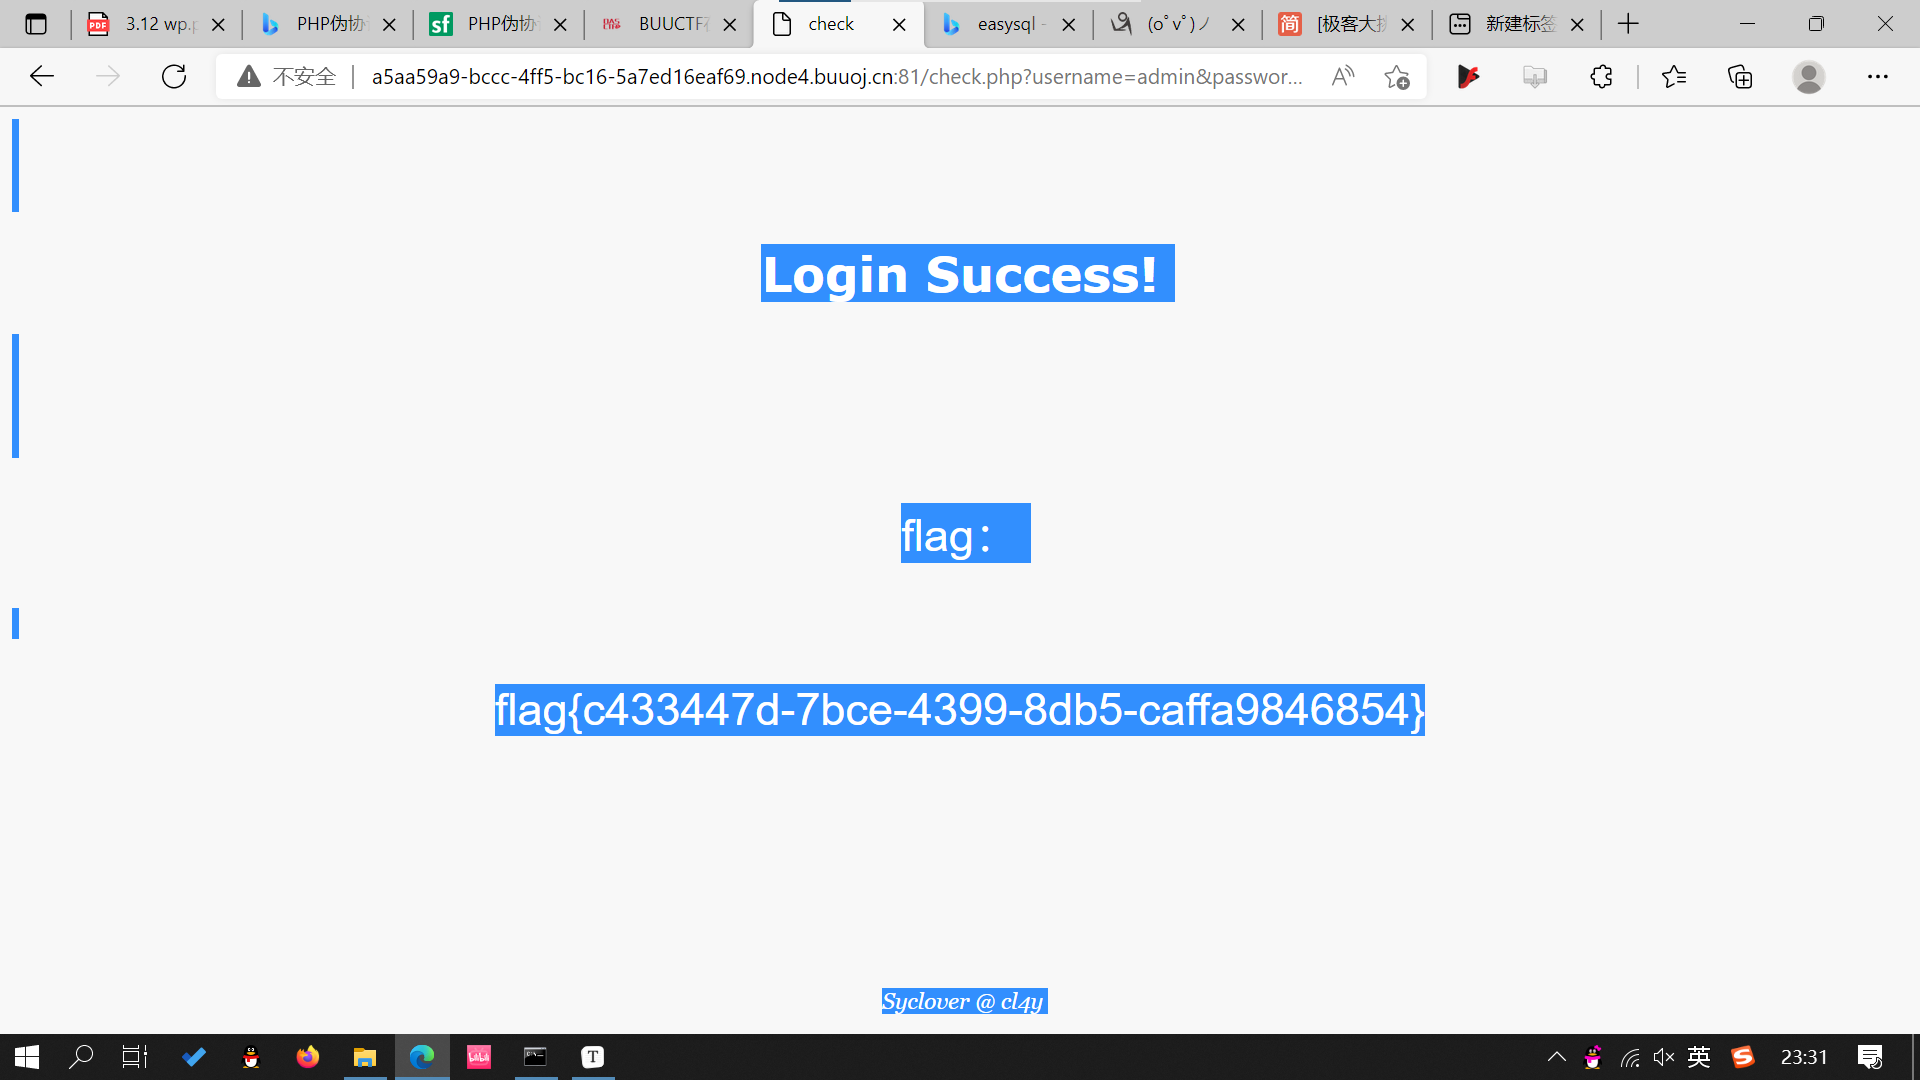 3.12 wp.p
PHP伪协
PHP伪协
BUUCTF
check
easysql -
(o˚v˚)ノ
[极客大挑
新建标签
不安全
a5aa59a9-bccc-4ff5-bc16-5a7ed16eaf69.node4.buuoj.cn:81/check.php?username=admin&passwor...
Login Success!
flag：
flag{c433447d-7bce-4399-8db5-caffa9846854}
Syclover @ cl4y
英
23:31